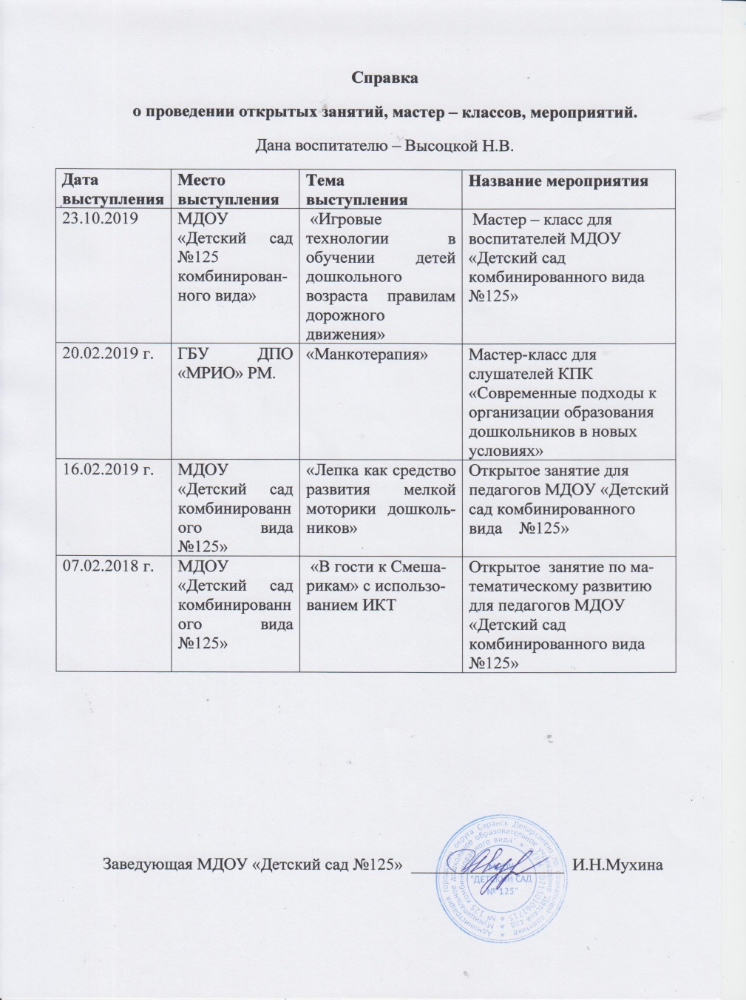 Справка
о проведении открытых занятий, мастер – классов, мероприятий.
Дана воспитателю – Высоцкой Н.В.
Дата
выступления
Место
выступления
Тема
выступления
Название мероприятия
23.10.2019
МДОУ
«Детский сад
№125
комбинирован-
ного вида»
«Игровые
технологии в
обучении детей
дошкольного
возраста правилам
дорожного
движения»
Мастер – класс для
воспитателей МДОУ
«Детский сад
комбинированного вида
№125»
20.02.2019 г.
ГБУ ДПО
«МРИО» РМ.
«Манкотерапия»
Мастер-класс для
слушателей КПК
«Современные подходы к
организации образования
дошкольников в новых
условиях»
16.02.2019 г.
МДОУ
«Детский сад
комбинированн
ого вида
№125»
«Лепка как средство
развития мелкой
моторики дошколь-
ников»
Открытое занятие для
педагогов МДОУ «Детский
сад комбинированного
вида №125»
07.02.2018 г.
МДОУ
«Детский сад
комбинированн
ого вида
№125»
«В гости к Смеша-
рикам» с использо-
ванием ИКТ
Открытое занятие по ма-
тематическому развитию
для педагогов МДОУ
«Детский сад
комбинированного вида
№125»
Заведующая МДОУ «Детский сад №125» И.Н.Мухина
"ДЕТСКИЙ САД
№ 125"